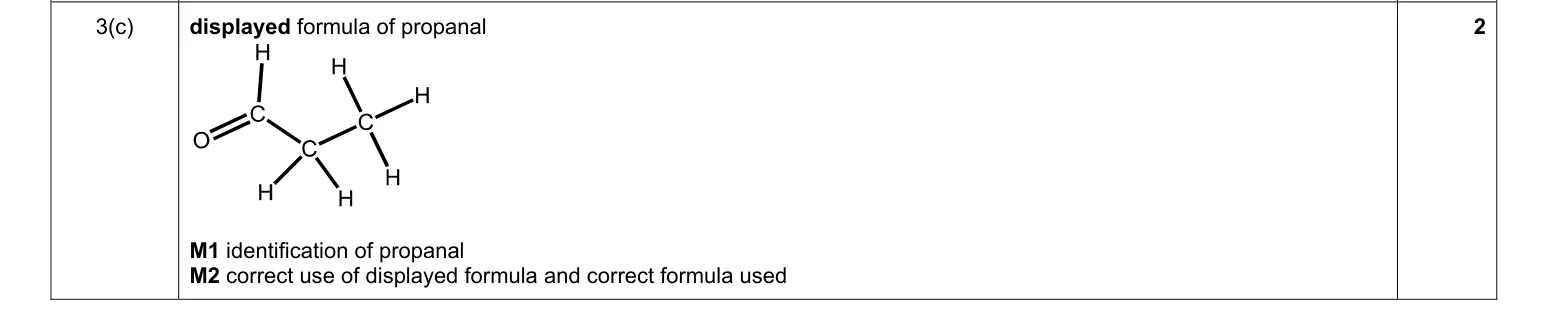 3(c) displayed formula of propanal 2
H
H
H
C
C
O
C
H
H
H
M1 identification of propanal
M2 correct use of displayed formula and correct formula used